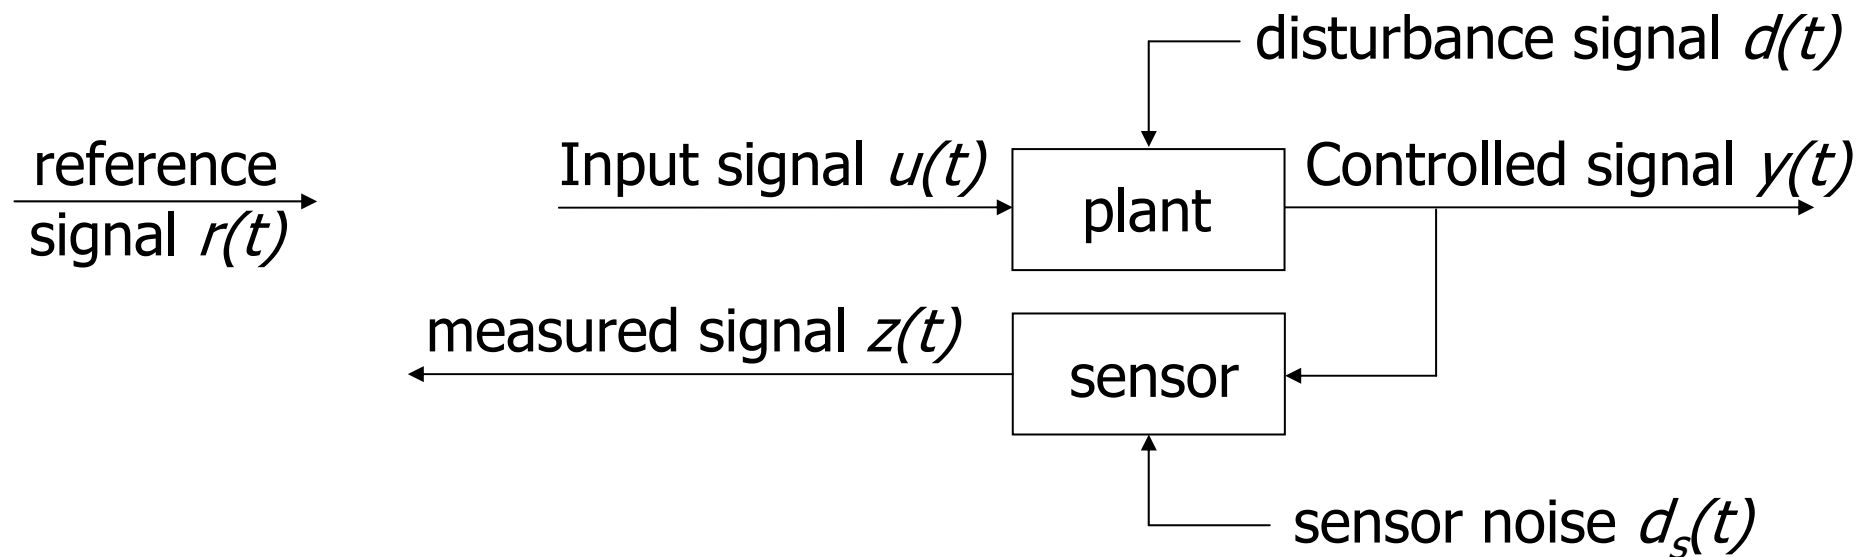 disturbance signal d(t)
reference
signal r(t)
Input signal u(t)
plant
Controlled signal y(t)
measured signal z(t)
sensor
sensor noise dₛ(t)